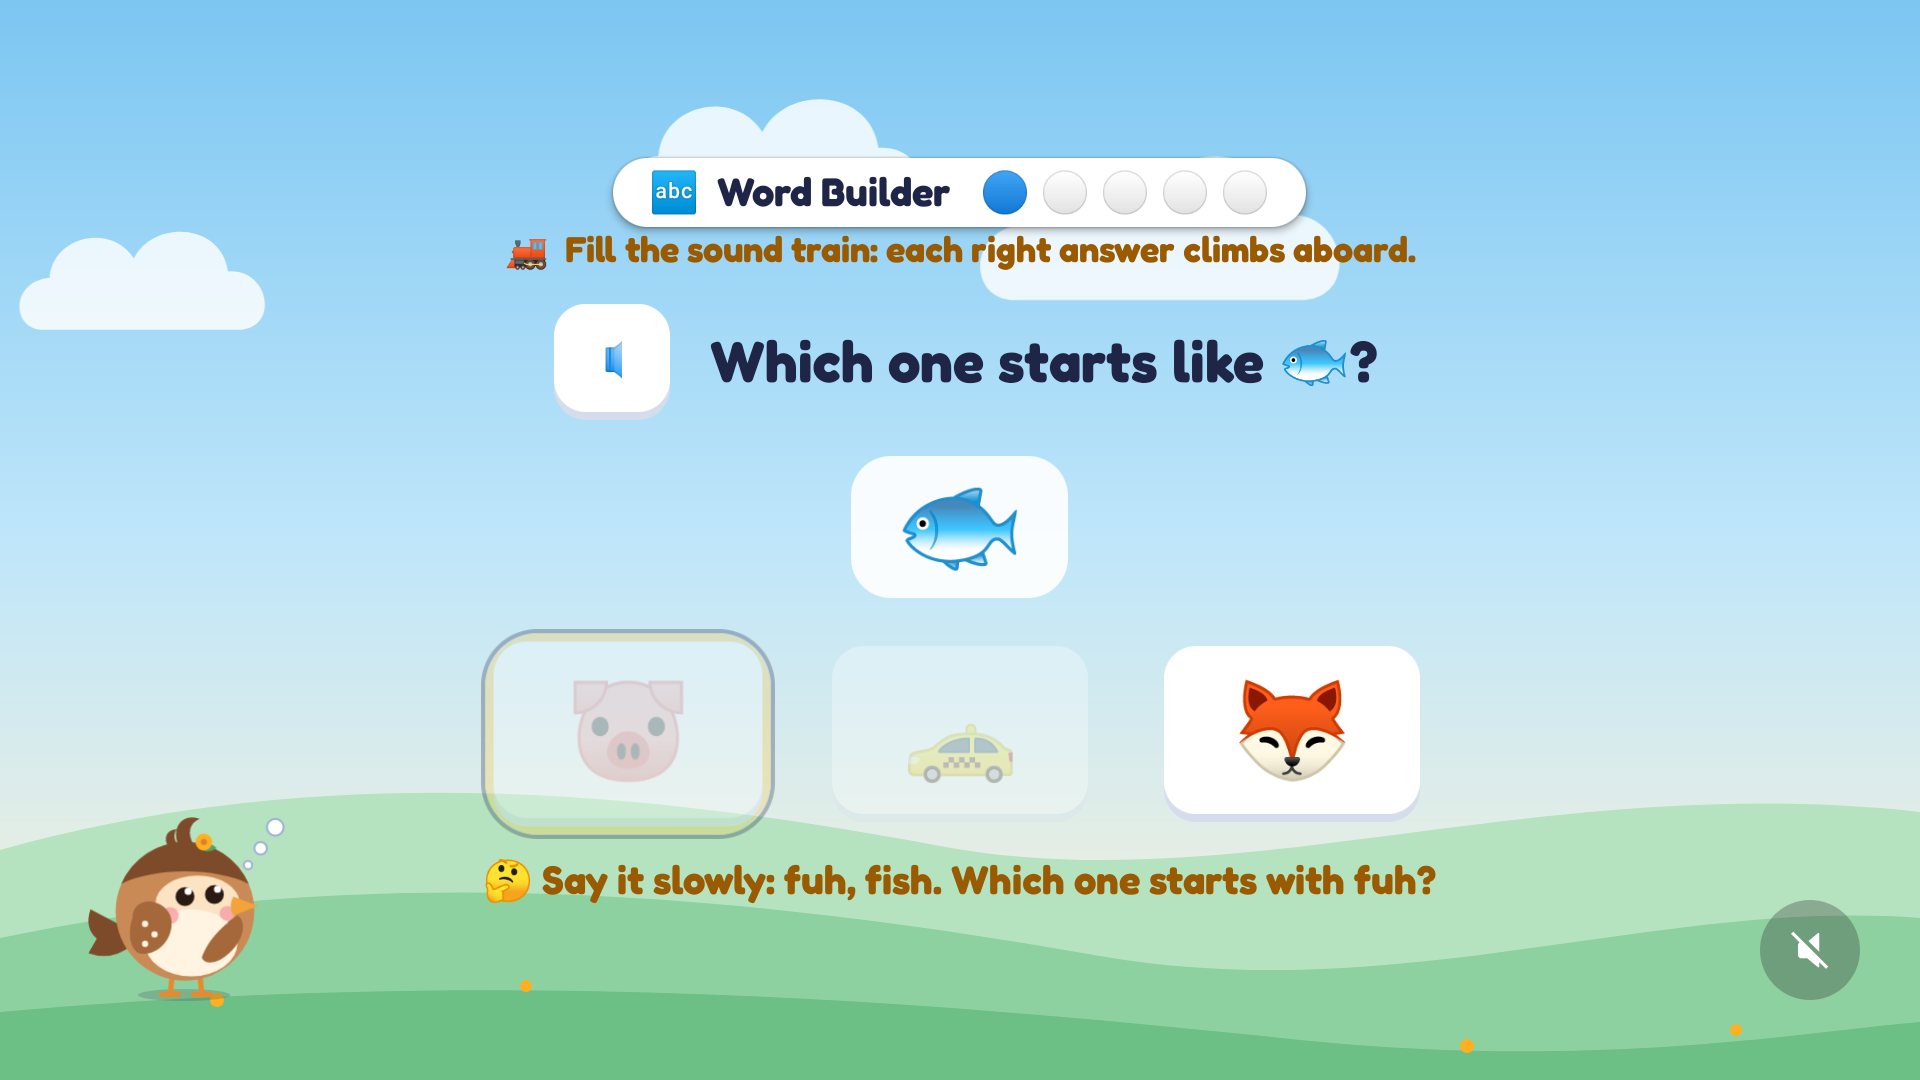 abc Word Builder
Fill the sound train: each right answer climbs aboard.
Which one starts like ?
Say it slowly: fuh, fish. Which one starts with fuh?